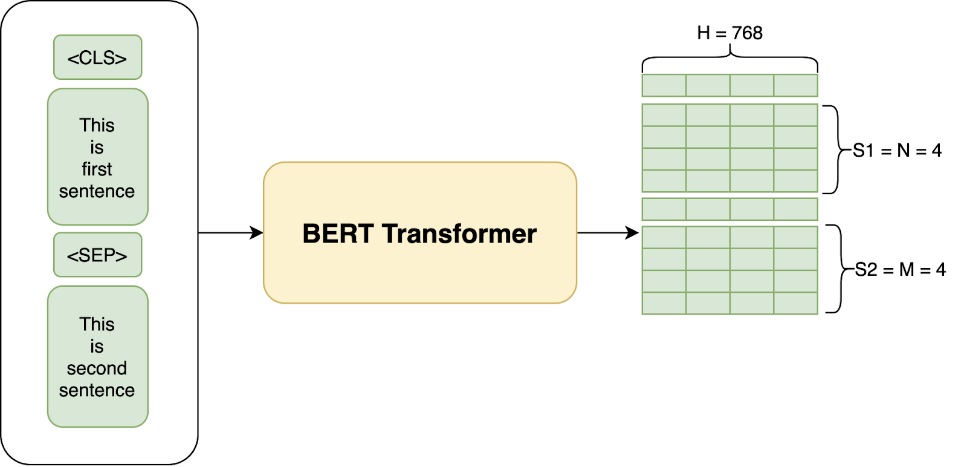 <CLS>
This
is
first
sentence
<SEP>
This
is
second
sentence
BERT Transformer
H = 768
S1 = N = 4
S2 = M = 4